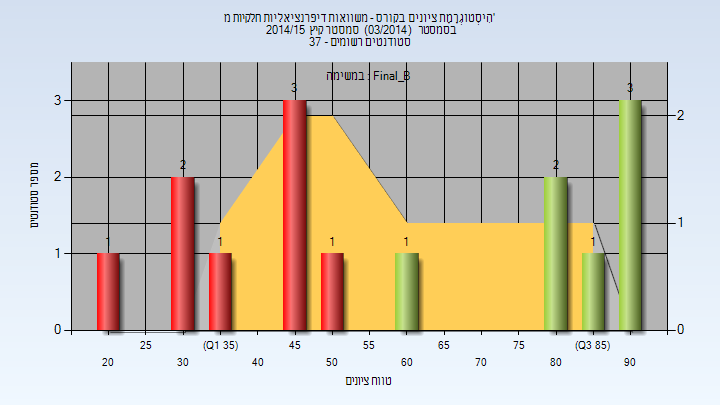 היסטוגרמת ציונים בקורס - משוואות דיפרנציאליות חלקיות מ'
בסמסטר (03/2014) סמסטר קיץ 2014/15
סטודנטים רשומים - 37
במשימה : Final_B
3
2
1
0
מספר סטודנטים
1 2 1 3 1 1 2 1 3
2
1
0
25 (Q1 35) 45 55 65 75 (Q3 85)
20 30 40 50 60 70 80 90
טווח ציונים